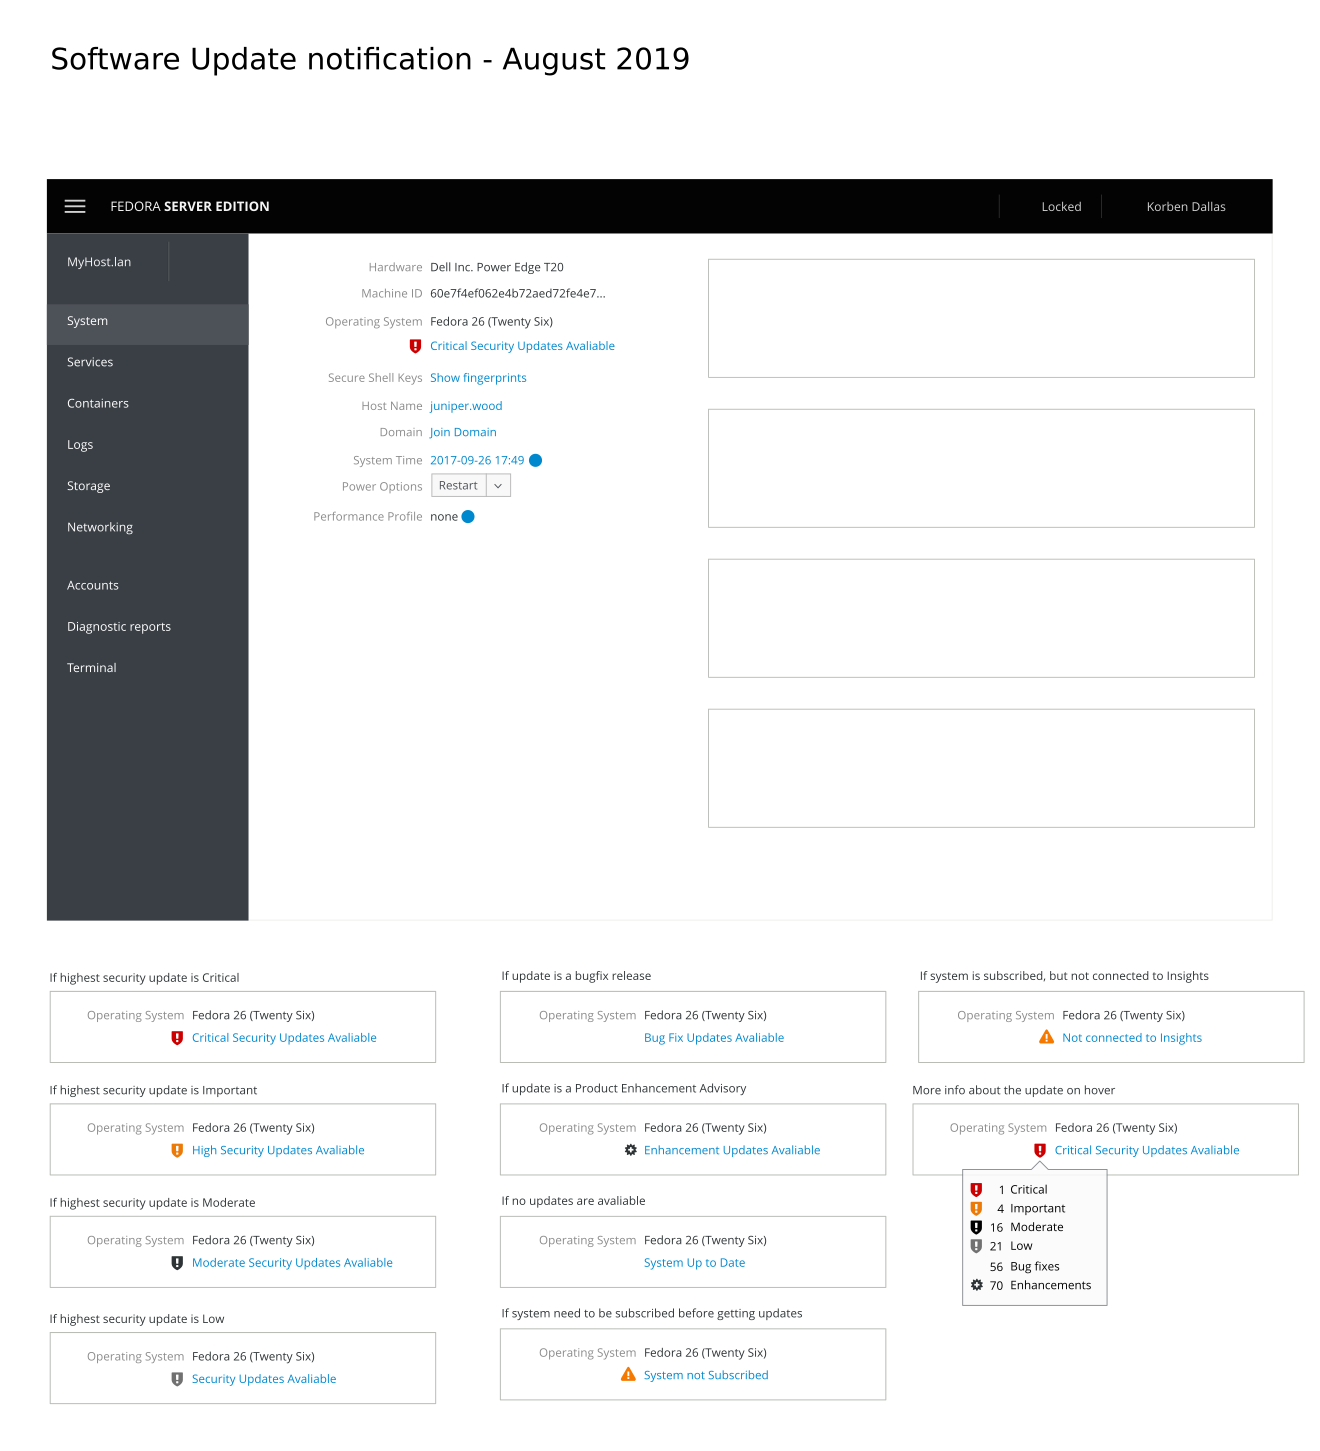 Software Update notification - August 2019
FEDORA SERVER EDITION
Locked
Korben Dallas
MyHost.lan
System
Services
Containers
Logs
Storage
Networking
Accounts
Diagnostic reports
Terminal
Hardware Dell Inc. Power Edge T20
Machine ID 60e7f4ef062e4b72aed72fe4e7...
Operating System Fedora 26 (Twenty Six)
Critical Security Updates Avaliable
Secure Shell Keys Show fingerprints
Host Name juniper.wood
Domain Join Domain
System Time 2017-09-26 17:49
Power Options Restart
Performance Profile none
If highest security update is Critical
Operating System Fedora 26 (Twenty Six)
Critical Security Updates Avaliable
If highest security update is Important
Operating System Fedora 26 (Twenty Six)
High Security Updates Avaliable
If highest security update is Moderate
Operating System Fedora 26 (Twenty Six)
Moderate Security Updates Avaliable
If highest security update is Low
Operating System Fedora 26 (Twenty Six)
Security Updates Avaliable
If update is a bugfix release
Operating System Fedora 26 (Twenty Six)
Bug Fix Updates Avaliable
If update is a Product Enhancement Advisory
Operating System Fedora 26 (Twenty Six)
Enhancement Updates Avaliable
If no updates are avaliable
Operating System Fedora 26 (Twenty Six)
System Up to Date
If system need to be subscribed before getting updates
Operating System Fedora 26 (Twenty Six)
System not Subscribed
If system is subscribed, but not connected to Insights
Operating System Fedora 26 (Twenty Six)
Not connected to Insights
More info about the update on hover
Operating System Fedora 26 (Twenty Six)
Critical Security Updates Avaliable
1 Critical
4 Important
16 Moderate
21 Low
56 Bug fixes
70 Enhancements